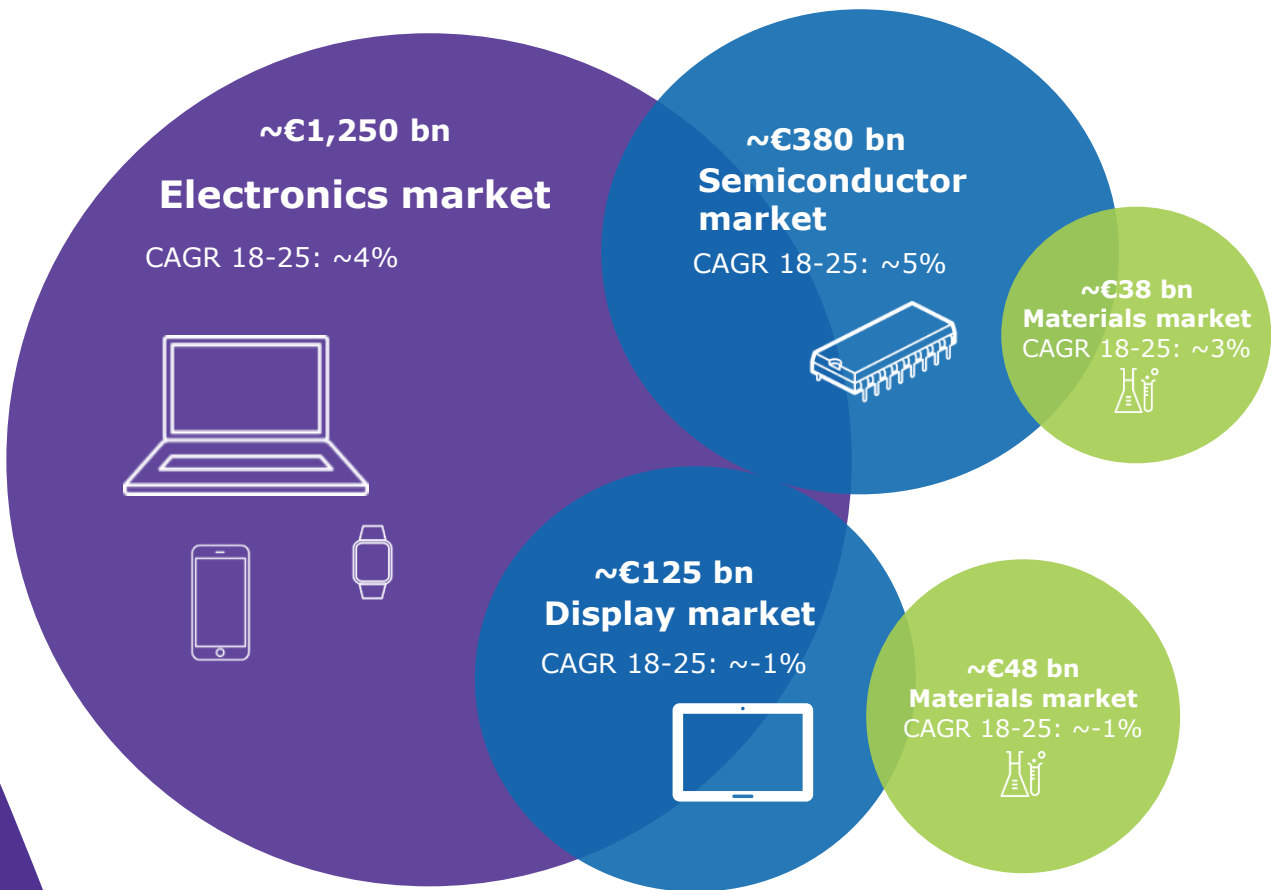 ~€1,250 bn
Electronics market
CAGR 18-25: ~4%
~€380 bn
Semiconductor
market
CAGR 18-25: ~5%
~€38 bn
Materials market
CAGR 18-25: ~3%
~€125 bn
Display market
CAGR 18-25: ~-1%
~€48 bn
Materials market
CAGR 18-25: ~-1%